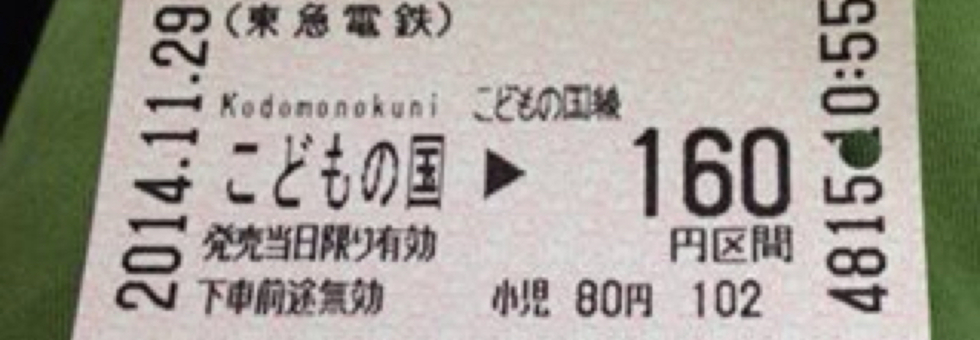 (東急電鉄)
Kodomonokuni こどもの国線
こどもの国 ▶ 160
発売当日限り有効 円区間
下車前途無効 小児 80円 102
2014.11.29
4815 10:55